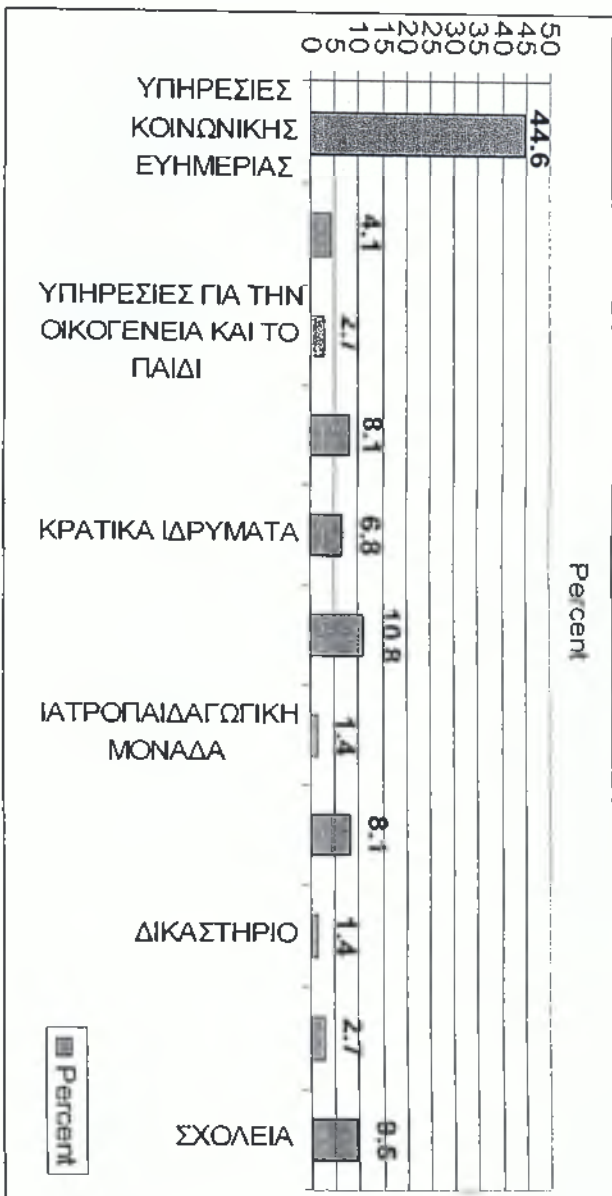 Percent
50
45
40
35
30
25
20
15
10
5
0
44.6
4.1
2.7
8.1
6.8
10.8
1.4
8.1
1.4
2.7
9.5
ΥΠΗΡΕΣΙΕΣ
ΚΟΙΝΩΝΙΚΗΣ
ΕΥΗΜΕΡΙΑΣ
ΥΠΗΡΕΣΙΕΣ ΓΙΑ ΤΗΝ
ΟΙΚΟΓΕΝΕΙΑ ΚΑΙ ΤΟ
ΠΑΙΔΙ
ΚΡΑΤΙΚΑ ΙΔΡΥΜΑΤΑ
ΙΑΤΡΟΠΑΙΔΑΓΩΓΙΚΗ
ΜΟΝΑΔΑ
ΔΙΚΑΣΤΗΡΙΟ
ΣΧΟΛΕΙΑ
Percent